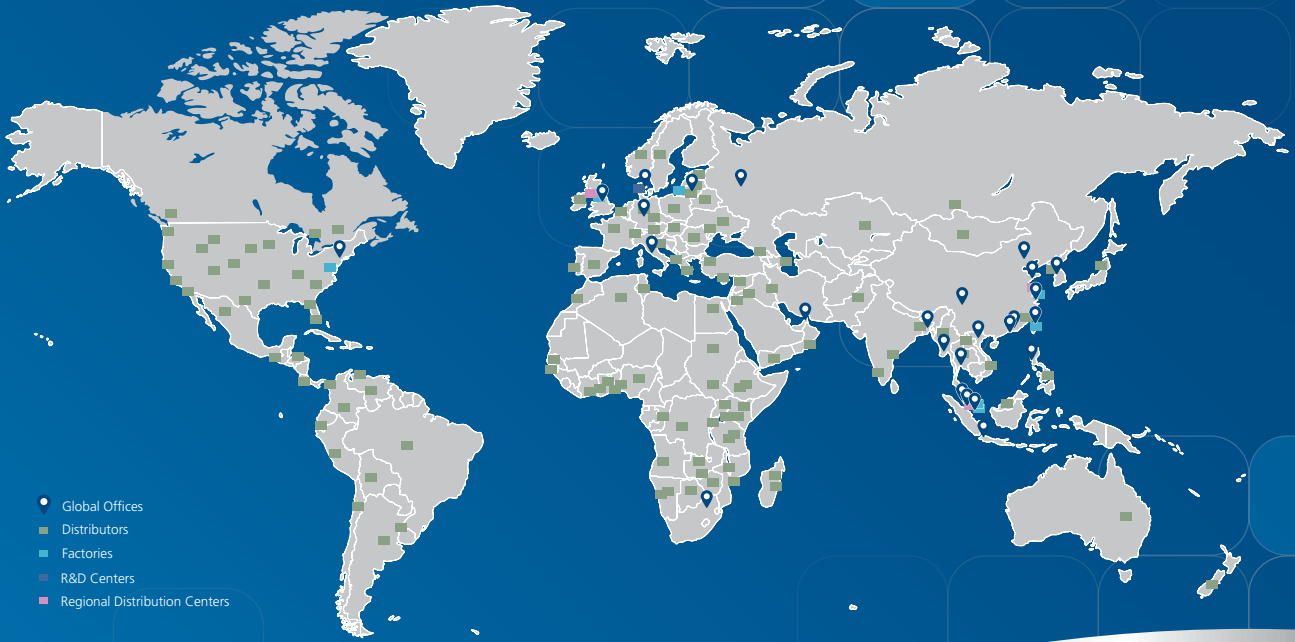 Global Offices
Distributors
Factories
R&D Centers
Regional Distribution Centers